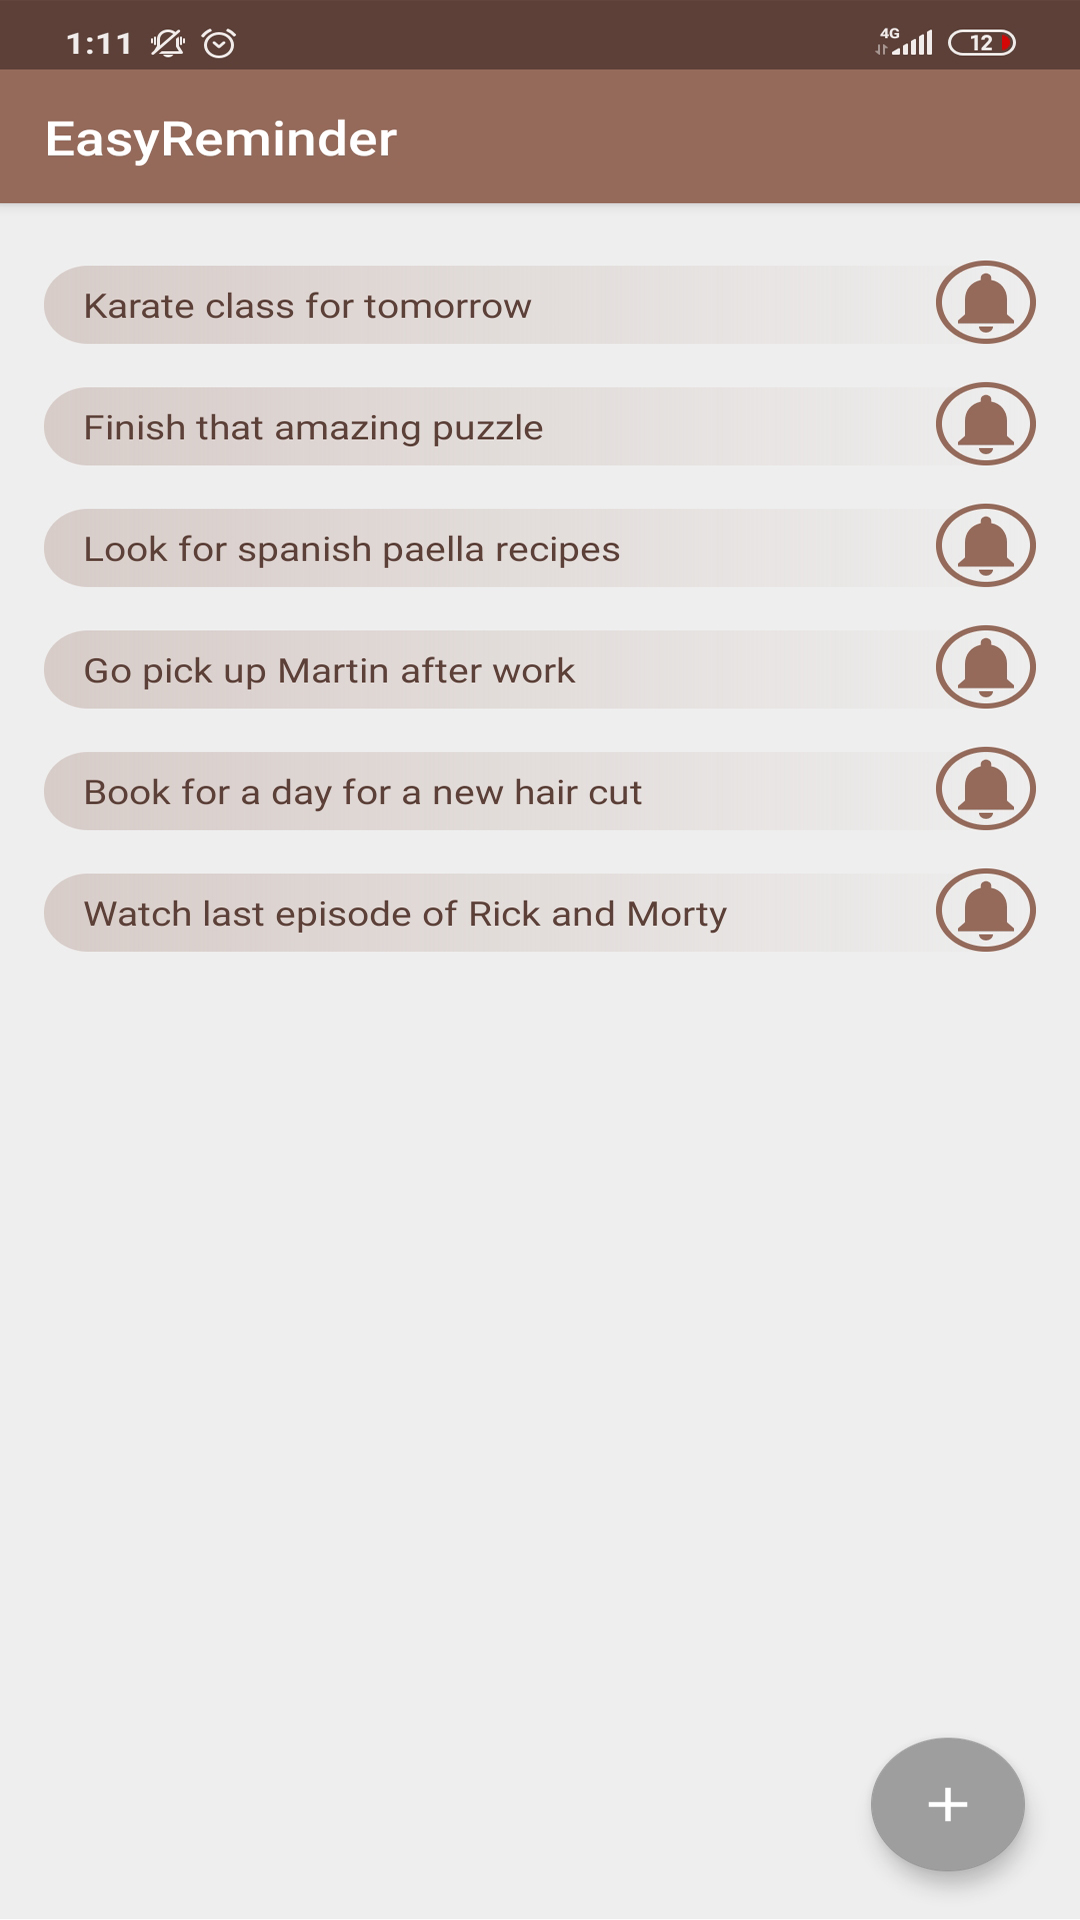 1:11 4G 12
EasyReminder
Karate class for tomorrow
Finish that amazing puzzle
Look for spanish paella recipes
Go pick up Martin after work
Book for a day for a new hair cut
Watch last episode of Rick and Morty
+